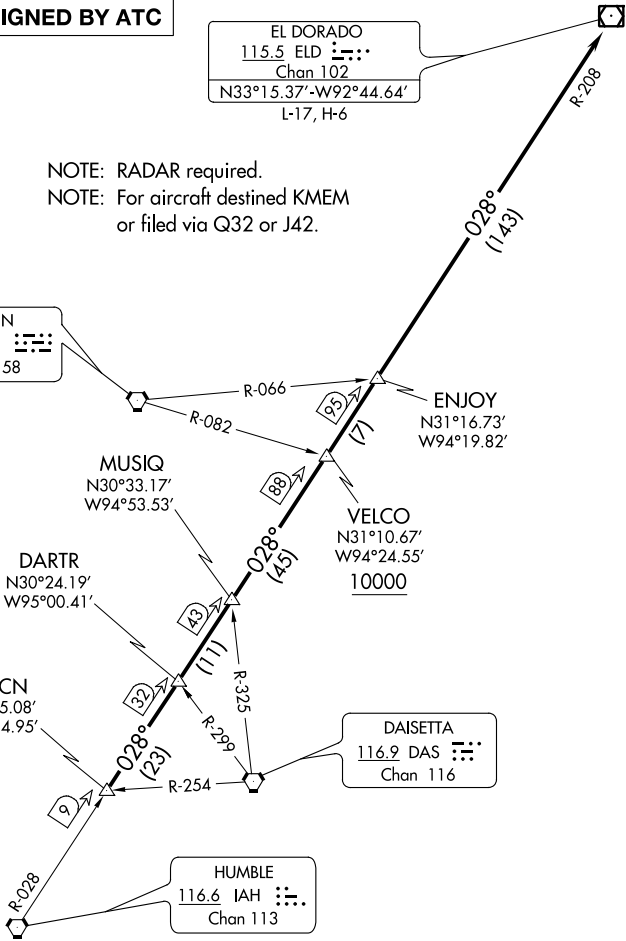 IGNED BY ATC
EL DORADO
115.5 ELD
Chan 102
N33°15.37’-W92°44.64’
L-17, H-6
R-208
NOTE: RADAR required.
NOTE: For aircraft destined KMEM
or filed via Q32 or J42.
028°
(143)
N
58
R-066
R-082
95
(7)
ENJOY
N31°16.73’
W94°19.82’
88
VELCO
N31°10.67’
W94°24.55’
10000
MUSIQ
N30°33.17’
W94°53.53’
028°
(45)
DARTR
N30°24.19’
W95°00.41’
43
(11)
R-325
32
R-299
CN
5.08’
4.95’
028°
(23)
R-254
DAISETTA
116.9 DAS
Chan 116
9
R-028
HUMBLE
116.6 IAH
Chan 113